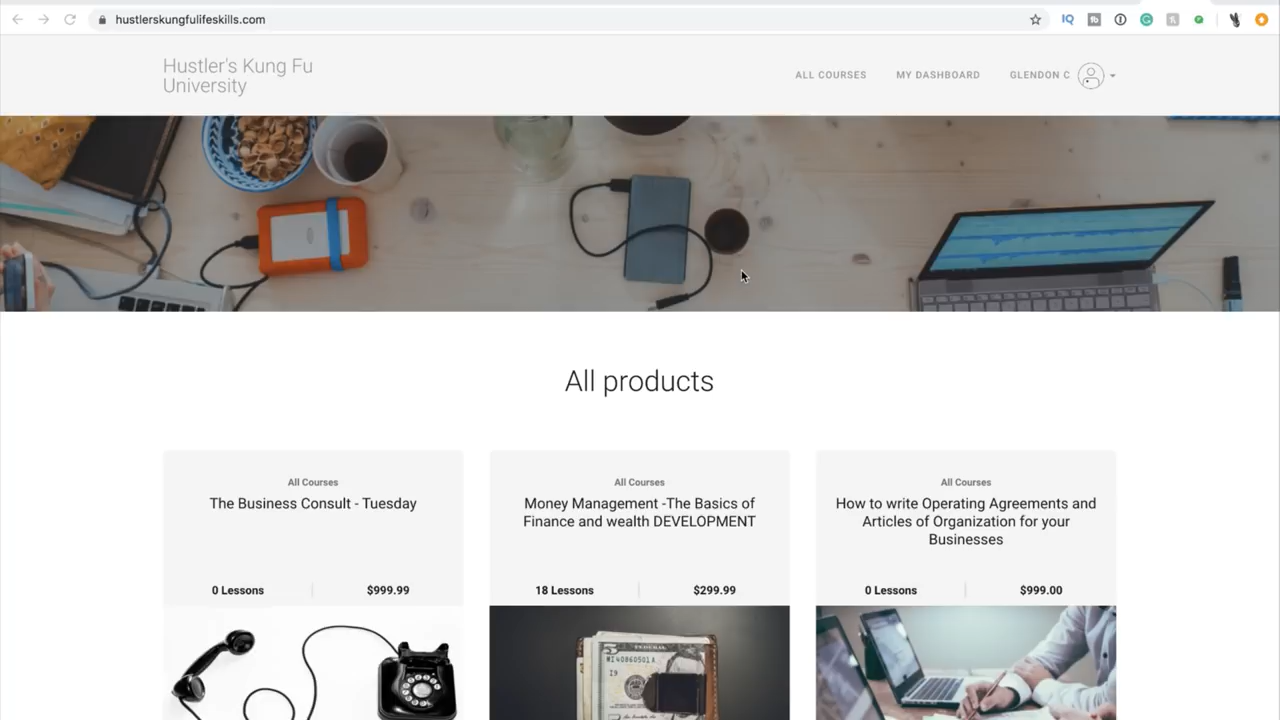 hustlerskungfulifeskills.com
Hustler's Kung Fu
University
ALL COURSES
MY DASHBOARD
GLENDON C
All products
All Courses
The Business Consult - Tuesday
0 Lessons
$999.99
All Courses
Money Management -The Basics of
Finance and wealth DEVELOPMENT
18 Lessons
$299.99
All Courses
How to write Operating Agreements and
Articles of Organization for your
Businesses
0 Lessons
$999.00